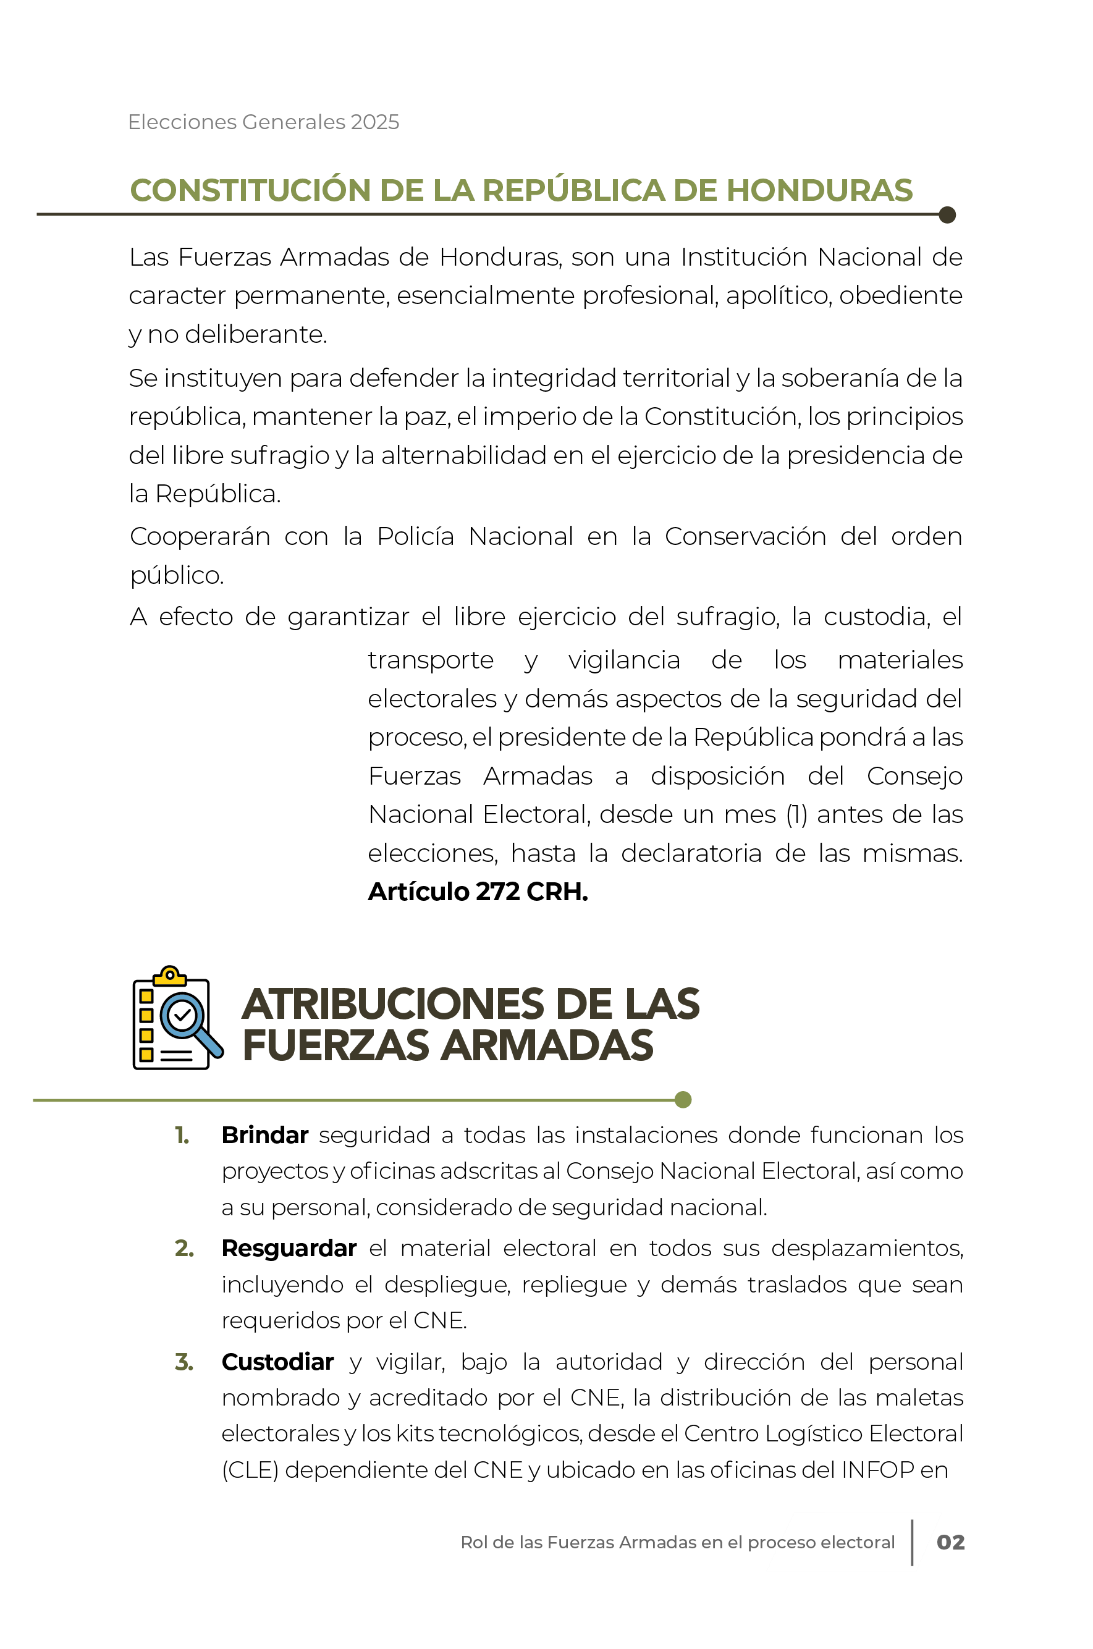 Elecciones Generales 2025
CONSTITUCIÓN DE LA REPÚBLICA DE HONDURAS
Las Fuerzas Armadas de Honduras, son una Institución Nacional de
caracter permanente, esencialmente profesional, apolítico, obediente
y no deliberante.
Se instituyen para defender la integridad territorial y la soberanía de la
república, mantener la paz, el imperio de la Constitución, los principios
del libre sufragio y la alternabilidad en el ejercicio de la presidencia de
la República.
Cooperarán con la Policía Nacional en la Conservación del orden
público.
A efecto de garantizar el libre ejercicio del sufragio, la custodia, el
transporte y vigilancia de los materiales
electorales y demás aspectos de la seguridad del
proceso, el presidente de la República pondrá a las
Fuerzas Armadas a disposición del Consejo
Nacional Electoral, desde un mes (1) antes de las
elecciones, hasta la declaratoria de las mismas.
Artículo 272 CRH.
ATRIBUCIONES DE LAS
FUERZAS ARMADAS
1. Brindar seguridad a todas las instalaciones donde funcionan los
proyectos y oficinas adscritas al Consejo Nacional Electoral, así como
a su personal, considerado de seguridad nacional.
2. Resguardar el material electoral en todos sus desplazamientos,
incluyendo el despliegue, repliegue y demás traslados que sean
requeridos por el CNE.
3. Custodiar y vigilar, bajo la autoridad y dirección del personal
nombrado y acreditado por el CNE, la distribución de las maletas
electorales y los kits tecnológicos, desde el Centro Logístico Electoral
(CLE) dependiente del CNE y ubicado en las oficinas del INFOP en
Rol de las Fuerzas Armadas en el proceso electoral 02